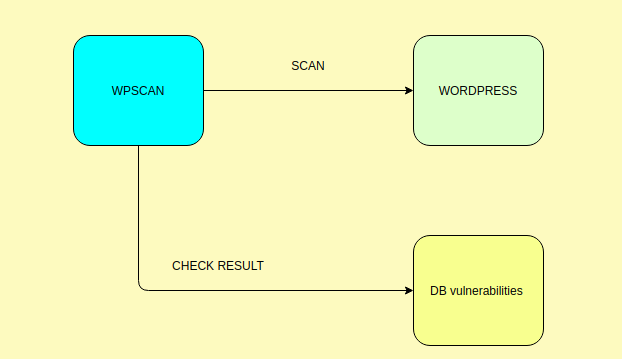 SCAN
WPSCAN
WORDPRESS
CHECK RESULT
DB vulnerabilities